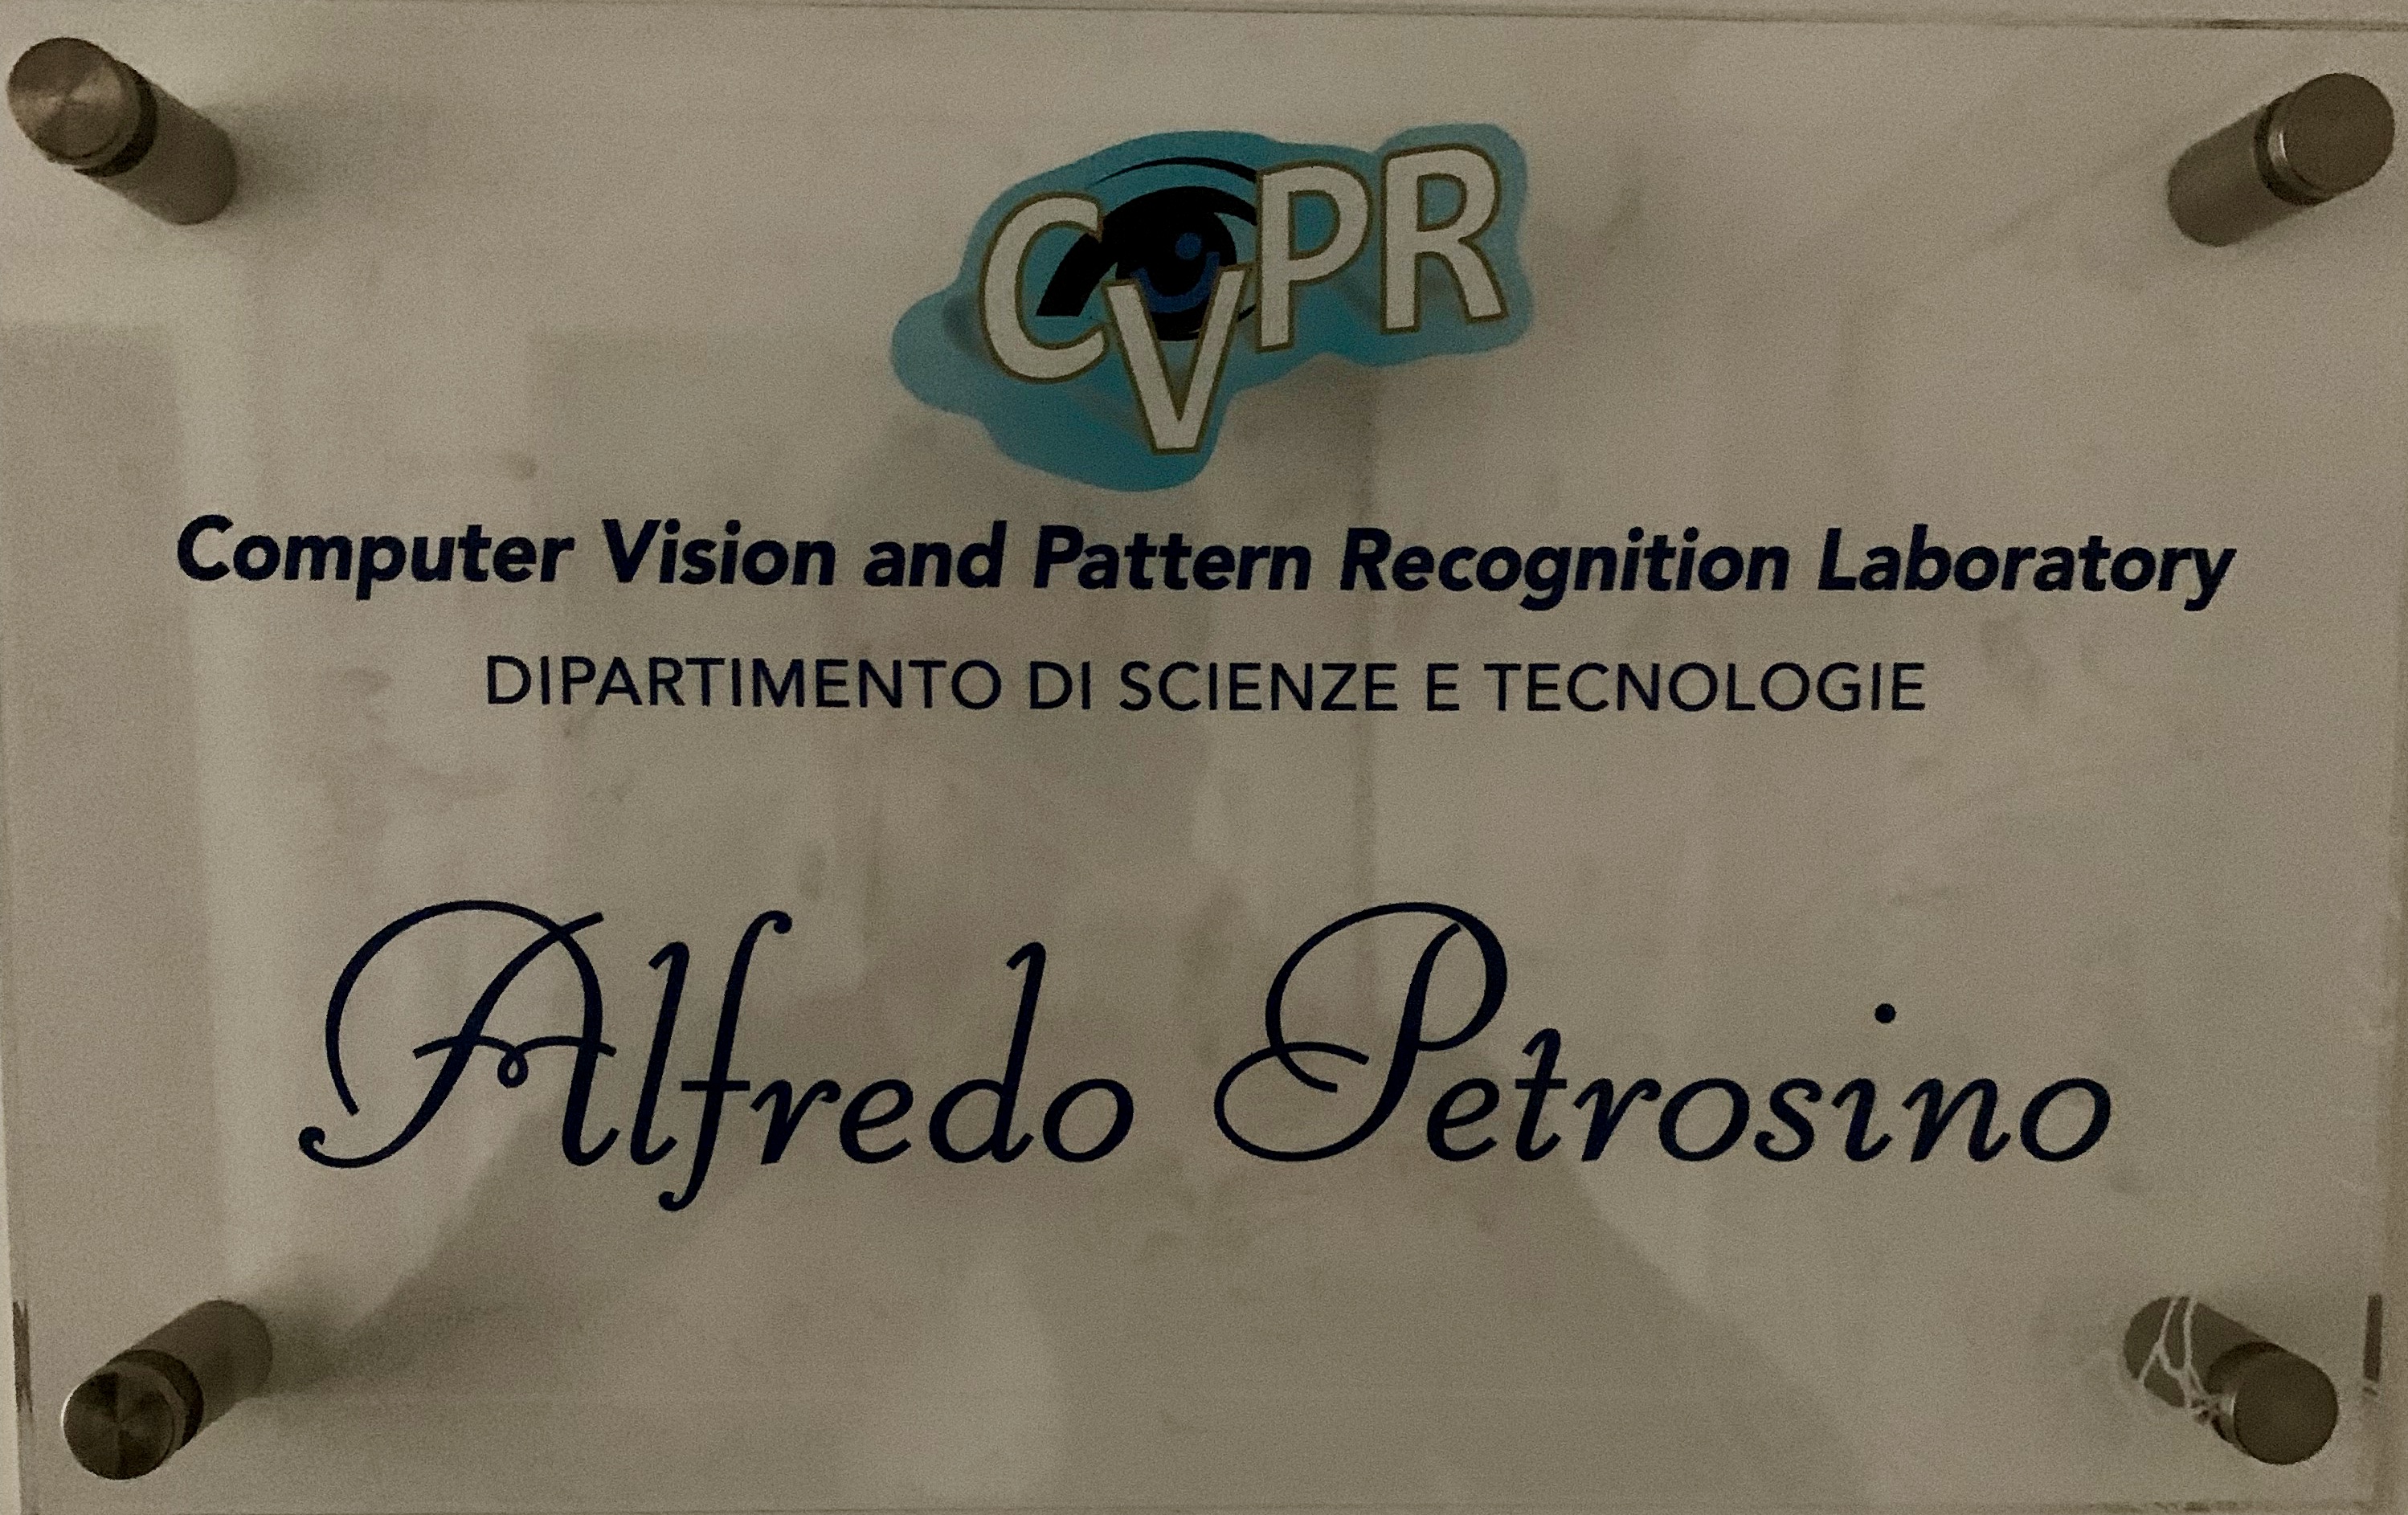 CVPR
Computer Vision and Pattern Recognition Laboratory
DIPARTIMENTO DI SCIENZE E TECNOLOGIE
Alfredo Petrosino